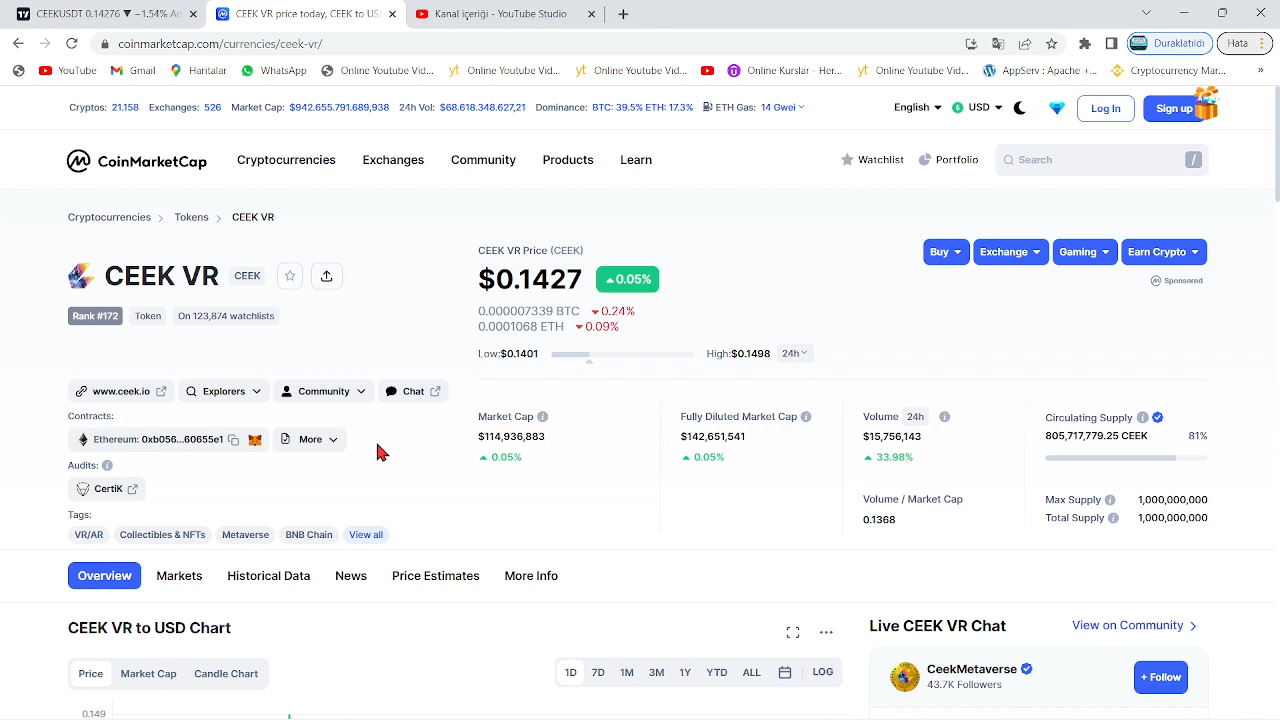 CEEKUSDT 0.14276 ▼ −1.54% Ad
CEEK VR price today, CEEK to USD
Kanal içeriği - YouTube Studio
coinmarketcap.com/currencies/ceek-vr/
Duraklatıldı
Hata
YouTube
Gmail
Haritalar
WhatsApp
Online Youtube Vid...
Online Youtube Vid...
Online Youtube Vid...
Online Kurslar - Her...
Online Youtube Vid...
AppServ : Apache +...
Cryptocurrency Mar...
»
Cryptos: 21.158 Exchanges: 526 Market Cap: $942.655.791.689,938 24h Vol: $68.618.348.627,21 Dominance: BTC: 39.5% ETH: 17.3% ETH Gas: 14 Gwei
English USD Log In Sign up
CoinMarketCap Cryptocurrencies Exchanges Community Products Learn
Watchlist Portfolio Search /
Cryptocurrencies > Tokens > CEEK VR
CEEK VR CEEK
Rank #172 Token On 123,874 watchlists
CEEK VR Price (CEEK)
$0.1427 0.05%
0.000007339 BTC 0.24%
0.0001068 ETH 0.09%
Low:$0.1401 High:$0.1498 24h
Buy Exchange Gaming Earn Crypto
Sponsored
www.ceek.io Explorers Community Chat
Contracts:
Ethereum: 0xb056...60655e1 More
Audits:
CertiK
Tags:
VR/AR Collectibles & NFTs Metaverse BNB Chain View all
Market Cap
$114,936,883
0.05%
Fully Diluted Market Cap
$142,651,541
0.05%
Volume 24h
$15,756,143
33.98%
Volume / Market Cap
0.1368
Circulating Supply
805,717,779.25 CEEK 81%
Max Supply 1,000,000,000
Total Supply 1,000,000,000
Overview Markets Historical Data News Price Estimates More Info
CEEK VR to USD Chart
Price Market Cap Candle Chart
1D 7D 1M 3M 1Y YTD ALL LOG
0.149
Live CEEK VR Chat
View on Community >
CeekMetaverse
43.7K Followers
+ Follow